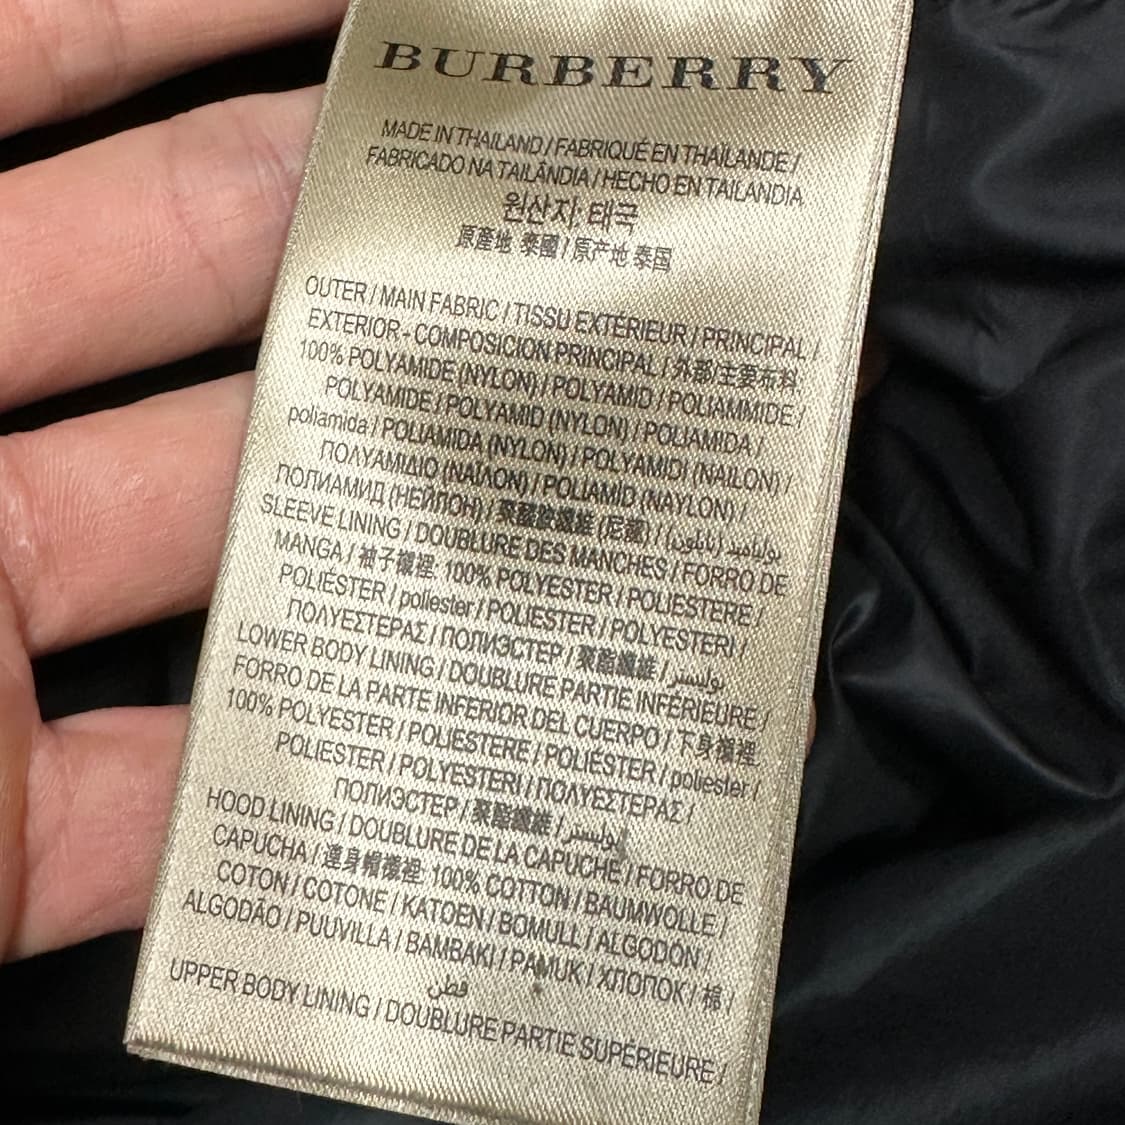 BURBERRY
MADE IN THAILAND / FABRIQUÉ EN THAÏLANDE /
FABRICADO NA TAILÂNDIA / HECHO EN TAILANDIA
원산지: 태국
原產地 泰國 / 原产地 泰国
OUTER / MAIN FABRIC / TISSU EXTÉRIEUR / PRINCIPAL /
EXTERIOR - COMPOSICION PRINCIPAL / 外部/主要布料:
100% POLYAMIDE (NYLON) / POLYAMID / POLIAMMIDE /
POLYAMIDE / POLYAMID (NYLON) / POLIAMIDA /
poliamida / POLIAMIDA (NYLON) / POLYAMIDI (NAILON) /
ΠΟΛΥΑΜΙΔΙΟ (ΝΑΪΛΟΝ) / POLİAMİD (NAYLON) /
ПОЛИАМИД (НЕЙЛОН) / 聚醯胺纖維 (尼龍) / بولياميد (نايلون) /
SLEEVE LINING / DOUBLURE DES MANCHES / FORRO DE
MANGA / 袖子襯裡: 100% POLYESTER / POLIESTERE /
POLIÉSTER / poliester / POLIESTER / POLYESTERI /
ΠΟΛΥΕΣΤΕΡΑΣ / ПОЛИЭСТЕР / 聚酯纖維 / بوليستر
LOWER BODY LINING / DOUBLURE PARTIE INFÉRIEURE /
FORRO DE LA PARTE INFERIOR DEL CUERPO / 下身襯裡:
100% POLYESTER / POLIESTERE / POLIÉSTER / poliester /
POLIESTER / POLYESTERI / ΠΟΛΥΕΣΤΕΡΑΣ /
ПОЛИЭСТЕР / 聚酯纖維 / بوليستر
HOOD LINING / DOUBLURE DE LA CAPUCHE / FORRO DE
CAPUCHA / 連身帽襯裡: 100% COTTON / BAUMWOLLE /
COTON / COTONE / KATOEN / BOMULL / ALGODON /
ALGODÃO / PUUVILLA / BAMBAKI / PAMUK / ХЛОПОК / 棉 /
قطن
UPPER BODY LINING / DOUBLURE PARTIE SUPÉRIEURE /